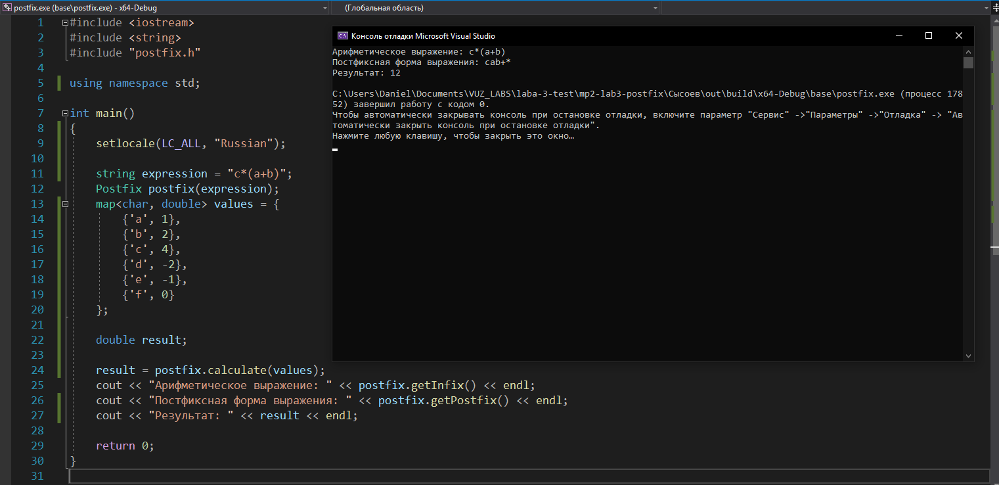 postfix.exe (base\postfix.exe) - x64-Debug
(Глобальная область)
1 #include <iostream>
2 #include <string>
3 #include "postfix.h"
4
5 using namespace std;
6
7 int main()
8 {
9 setlocale(LC_ALL, "Russian");
10
11 string expression = "c*(a+b)";
12 Postfix postfix(expression);
13 map<char, double> values = {
14 {'a', 1},
15 {'b', 2},
16 {'c', 4},
17 {'d', -2},
18 {'e', -1},
19 {'f', 0}
20 };
21
22 double result;
23
24 result = postfix.calculate(values);
25 cout << "Арифметическое выражение: " << postfix.getInfix() << endl;
26 cout << "Постфиксная форма выражения: " << postfix.getPostfix() << endl;
27 cout << "Результат: " << result << endl;
28
29 return 0;
30 }
31
Консоль отладки Microsoft Visual Studio
Арифметическое выражение: c*(a+b)
Постфиксная форма выражения: cab+*
Результат: 12
C:\Users\Daniel\Documents\VUZ_LABS\laba-3-test\mp2-lab3-postfix\Сысоев\out\build\x64-Debug\base\postfix.exe (процесс 178
52) завершил работу с кодом 0.
Чтобы автоматически закрывать консоль при остановке отладки, включите параметр "Сервис" ->"Параметры" ->"Отладка" -> "Ав
томатически закрыть консоль при остановке отладки".
Нажмите любую клавишу, чтобы закрыть это окно…